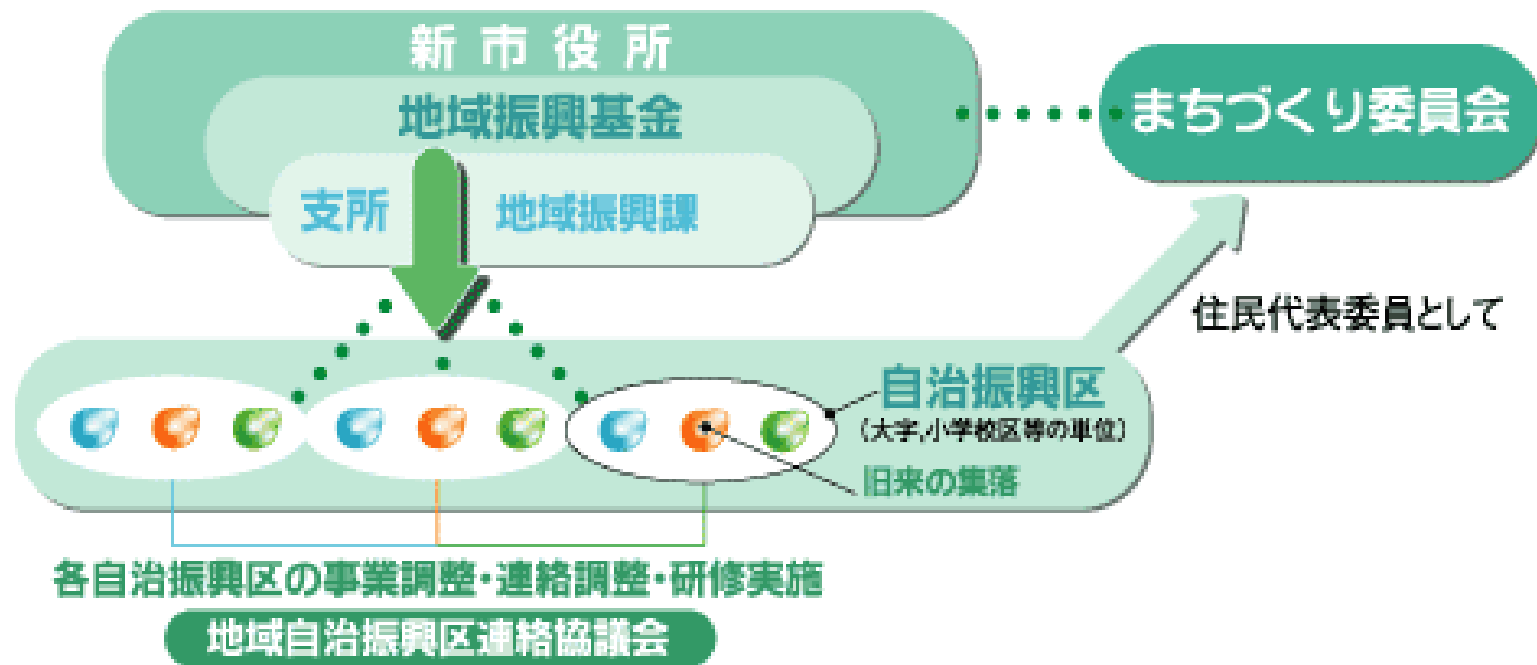 新市役所
地域振興基金
支所
地域振興課
まちづくり委員会
住民代表委員として
自治振興区
(大字,小学校区等の単位)
旧来の集落
各自治振興区の事業調整・連絡調整・研修実施
地域自治振興区連絡協議会